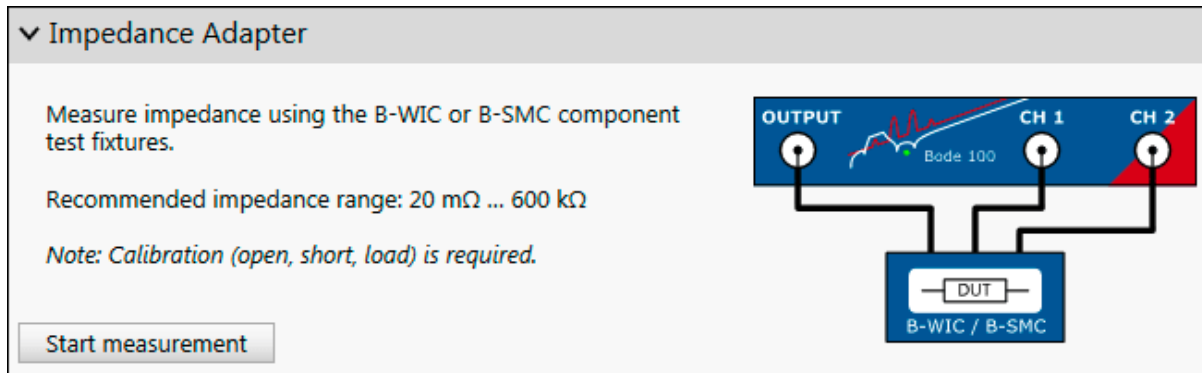 Impedance Adapter
Measure impedance using the B-WIC or B-SMC component
test fixtures.
Recommended impedance range: 20 mΩ ... 600 kΩ
Note: Calibration (open, short, load) is required.
Start measurement
OUTPUT
CH 1
CH 2
Bode 100
DUT
B-WIC / B-SMC